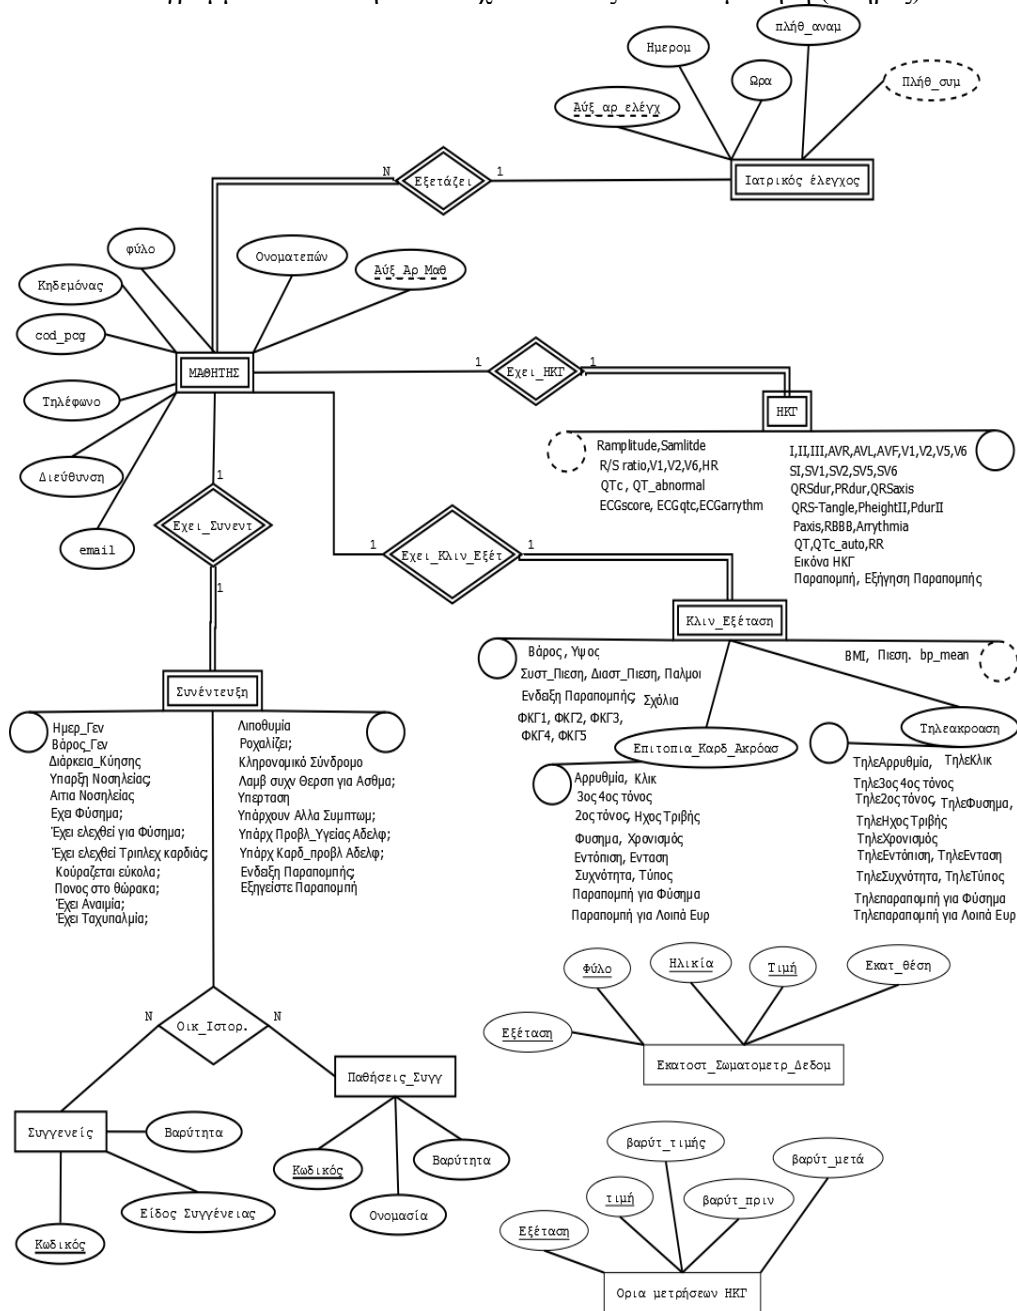 πλήθ_αναμ
Ημερομ
Ωρα
Πλήθ_συμ
Αύξ_αρ_ελέγχ
N
Εξετάζει
1
Ιατρικός έλεγχος
φύλο
Ονοματεπών
Αύξ_Αρ_Μαθ
Κηδεμόνας
cod_pcg
ΜΑΘΗΤΗΣ
1
Εχει_ΗΚΓ
1
Τηλέφωνο
ΗΚΓ
Ramplitude,Samlitde
R/S ratio,V1,V2,V6,HR
QTc , QT_abnormal
ECGscore, ECGqtc,ECGarrythm
I,II,III,AVR,AVL,AVF,V1,V2,V5,V6
SI,SV1,SV2,SV5,SV6
QRSdur,PRdur,QRSaxis
QRS-Tangle,PheightII,PdurII
Paxis,RBBB,Arrythmia
QT,QTc_auto,RR
Εικόνα ΗΚΓ
Παραπομπή, Εξήγηση Παραπομπής
Διεύθυνση
1
Εχει_Συνεντ
email
1
Εχει_Κλιν_Εξέτ
1
1
Κλιν_Εξέταση
Βάρος, Υψος
Συστ_Πιεση, Διαστ_Πιεση, Παλμοι
Ενδειξη Παραπομπής; Σχόλια
ΦΚΓ1, ΦΚΓ2, ΦΚΓ3,
ΦΚΓ4, ΦΚΓ5
BMI, Πιεση. bp_mean
Συνέντευξη
Ημερ_Γεν
Βάρος_Γεν
Διάρκεια_Κύησης
Υπαρξη Νοσηλείας;
Αιτια Νοσηλείας
Εχει Φύσημα;
Έχει ελεχθεί για Φύσημα;
Έχει ελεχθεί Τριπλεχ καρδιάς;
Κούραζεται εύκολα;
Πονος στο θώρακα;
Έχει Αναιμία;
Έχει Ταχυπαλμία;
Λιποθυμία
Ροχαλίζει;
Κληρονομικό Σύνδρομο
Λαμβ συχν Θερσπ για Ασθμα;
Υπερταση
Υπάρχουν Αλλα Συμπτωμ;
Υπάρχ Προβλ_Υγείας Αδελφ;
Υπάρχ Καρδ_προβλ Αδελφ;
Ενδειξη Παραπομπής;
Εξηγείστε Παραπομπή
Επιτοπια_Καρδ_Ακρόασ
Αρρυθμία, Κλικ
3ος 4ος τόνος
2ος τόνος, Ηχος Τριβής
Φυσημα, Χρονισμός
Εντόπιση, Ενταση
Συχνότητα, Τύπος
Παραπομπή για Φύσημα
Παραπομπή για Λοιπά Ευρ
Τηλεακροαση
ΤηλεΑρρυθμία, ΤηλεΚλικ
Τηλε3ος 4ος τόνος
Τηλε2ος τόνος, ΤηλεΦυσημα,
ΤηλεΗχος Τριβής
ΤηλεΧρονισμός
ΤηλεΕντόπιση, ΤηλεΕνταση
ΤηλεΣυχνότητα, ΤηλεΤύπος
Τηλεπαραπομπή για Φύσημα
Τηλεπαραπομπή για Λοιπά Ευρ
Φύλο
Ηλικία
Τιμή
Εκατ_θέση
Εξέταση
Εκατοστ_Σωματομετρ_Δεδομ
N
Οικ_Ιστορ.
N
Συγγενείς
Βαρύτητα
Κωδικός
Είδος Συγγένειας
Παθήσεις_Συγγ
Κωδικός
Βαρύτητα
Ονομασία
βαρύτ_τιμής
βαρύτ_μετά
τιμή
βαρύτ_πριν
Εξέταση
Ορια μετρήσεων ΗΚΓ